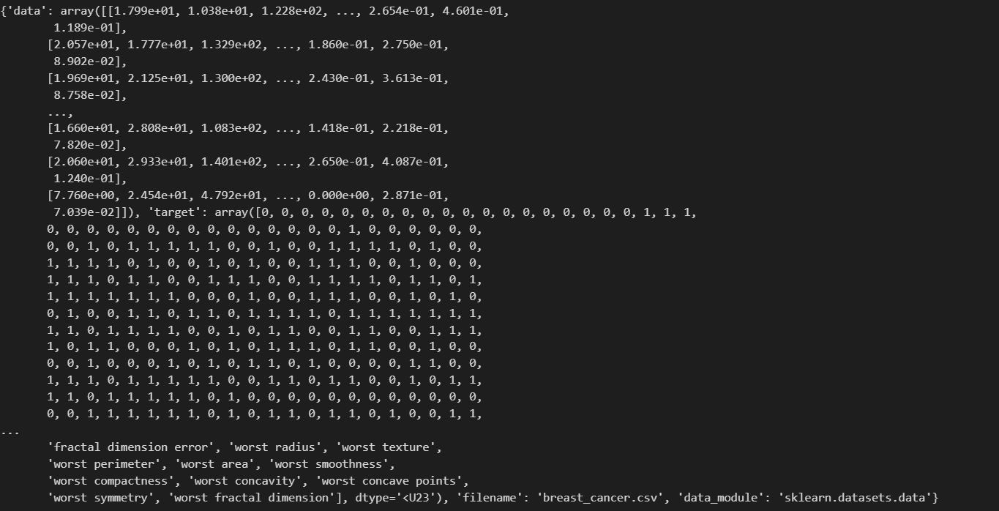 {'data': array([[1.799e+01, 1.038e+01, 1.228e+02, ..., 2.654e-01, 4.601e-01,
1.189e-01],
[2.057e+01, 1.777e+01, 1.329e+02, ..., 1.860e-01, 2.750e-01,
8.902e-02],
[1.969e+01, 2.125e+01, 1.300e+02, ..., 2.430e-01, 3.613e-01,
8.758e-02],
...,
[1.660e+01, 2.808e+01, 1.083e+02, ..., 1.418e-01, 2.218e-01,
7.820e-02],
[2.060e+01, 2.933e+01, 1.401e+02, ..., 2.650e-01, 4.087e-01,
1.240e-01],
[7.760e+00, 2.454e+01, 4.792e+01, ..., 0.000e+00, 2.871e-01,
7.039e-02]]), 'target': array([0, 0, 0, 0, 0, 0, 0, 0, 0, 0, 0, 0, 0, 0, 0, 0, 0, 0, 0, 1, 1, 1,
0, 0, 0, 0, 0, 0, 0, 0, 0, 0, 0, 0, 0, 0, 0, 1, 0, 0, 0, 0, 0, 0,
0, 0, 1, 0, 1, 1, 1, 1, 1, 0, 0, 1, 0, 0, 1, 1, 1, 1, 0, 1, 0, 0,
1, 1, 1, 1, 0, 1, 0, 0, 1, 0, 1, 0, 0, 1, 1, 1, 0, 0, 1, 0, 0, 0,
1, 1, 1, 0, 1, 1, 0, 0, 1, 1, 1, 0, 0, 1, 1, 1, 1, 0, 1, 1, 0, 1,
1, 1, 1, 1, 1, 1, 1, 0, 0, 0, 1, 0, 0, 1, 1, 1, 0, 0, 1, 0, 1, 0,
0, 1, 0, 0, 1, 1, 0, 1, 1, 0, 1, 1, 1, 1, 0, 1, 1, 1, 1, 1, 1, 1,
1, 1, 0, 1, 1, 1, 1, 0, 0, 1, 0, 1, 1, 0, 0, 1, 1, 0, 0, 1, 1, 1,
1, 0, 1, 1, 0, 0, 0, 1, 0, 1, 0, 1, 1, 1, 0, 1, 1, 0, 0, 1, 0, 0,
0, 0, 1, 0, 0, 0, 1, 0, 1, 0, 1, 1, 0, 1, 0, 0, 0, 0, 1, 1, 0, 0,
1, 1, 1, 0, 1, 1, 1, 1, 1, 0, 0, 1, 1, 0, 1, 1, 0, 0, 1, 0, 1, 1,
1, 1, 0, 1, 1, 1, 1, 1, 0, 1, 0, 0, 0, 0, 0, 0, 0, 0, 0, 0, 0, 0,
0, 0, 1, 1, 1, 1, 1, 1, 0, 1, 0, 1, 1, 0, 1, 1, 0, 1, 0, 0, 1, 1,
...
'fractal dimension error', 'worst radius', 'worst texture',
'worst perimeter', 'worst area', 'worst smoothness',
'worst compactness', 'worst concavity', 'worst concave points',
'worst symmetry', 'worst fractal dimension'], dtype='<U23'), 'filename': 'breast_cancer.csv', 'data_module': 'sklearn.datasets.data'}